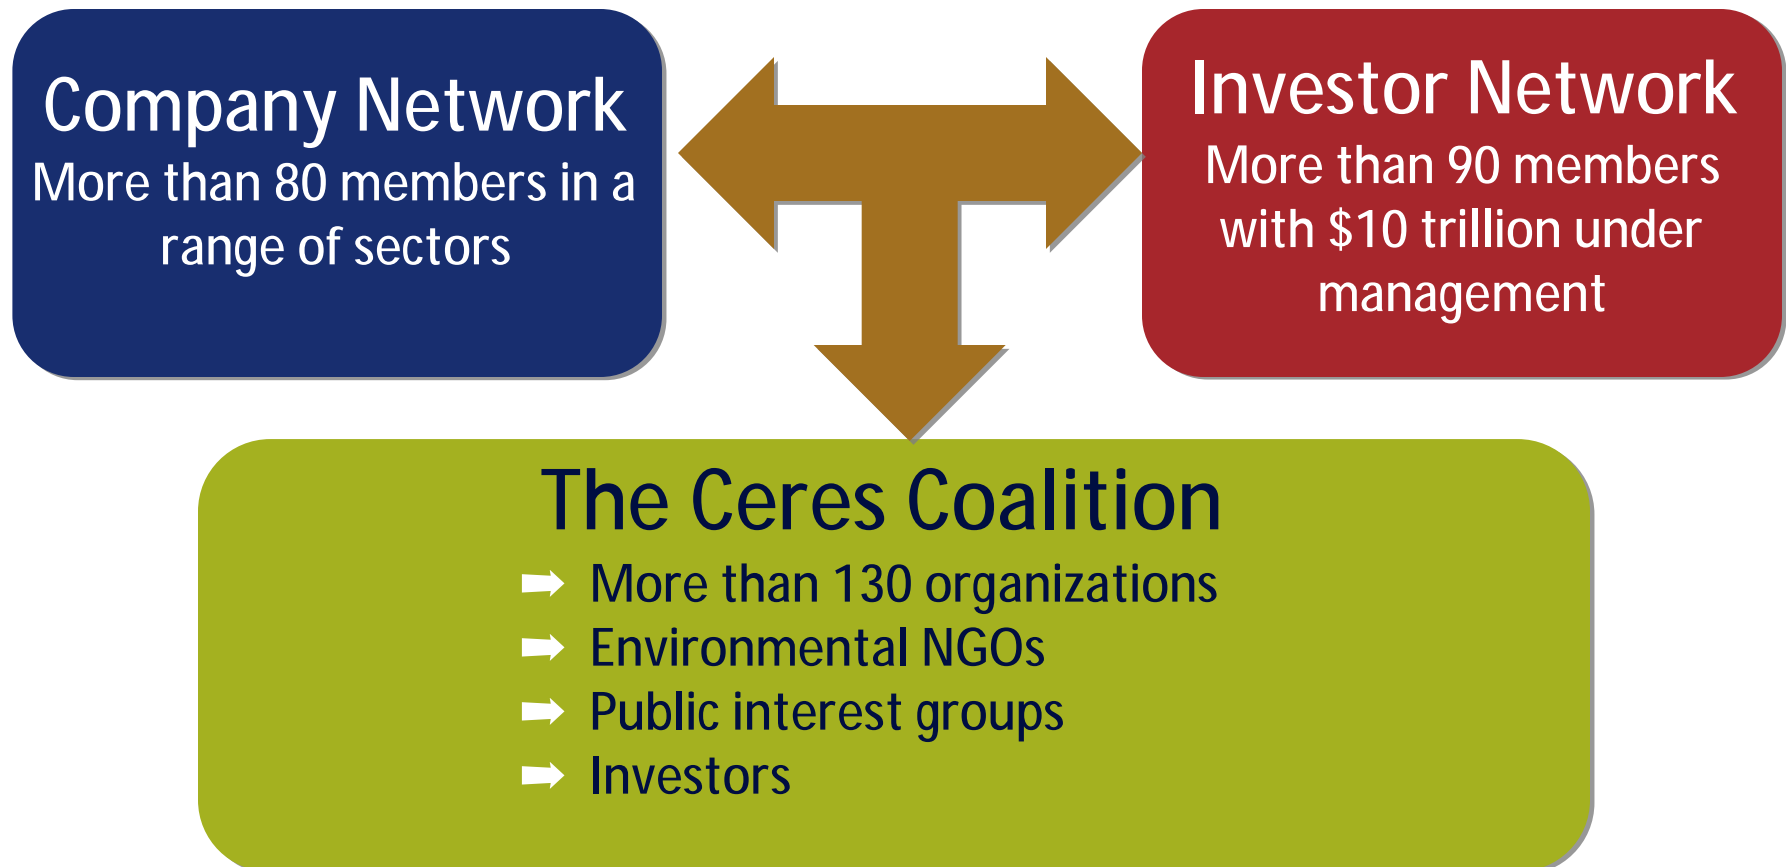 Company Network
More than 80 members in a
range of sectors
Investor Network
More than 90 members
with $10 trillion under
management
The Ceres Coalition
More than 130 organizations
Environmental NGOs
Public interest groups
Investors